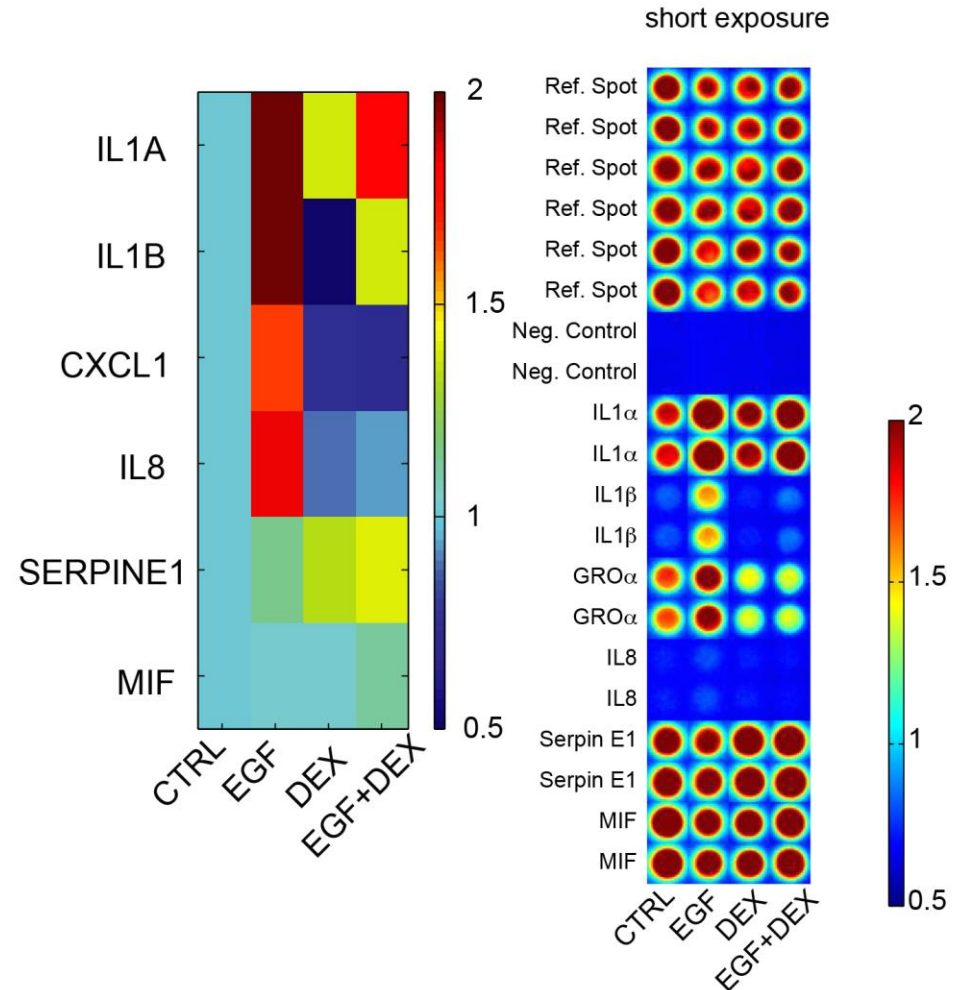 short exposure
IL1A
IL1B
CXCL1
IL8
SERPINE1
MIF
CTRL
EGF
DEX
EGF+DEX
2
1.5
1
0.5
Ref. Spot
Ref. Spot
Ref. Spot
Ref. Spot
Ref. Spot
Ref. Spot
Neg. Control
Neg. Control
IL1α
IL1α
IL1β
IL1β
GROα
GROα
IL8
IL8
Serpin E1
Serpin E1
MIF
MIF
CTRL
EGF
DEX
EGF+DEX
2
1.5
1
0.5